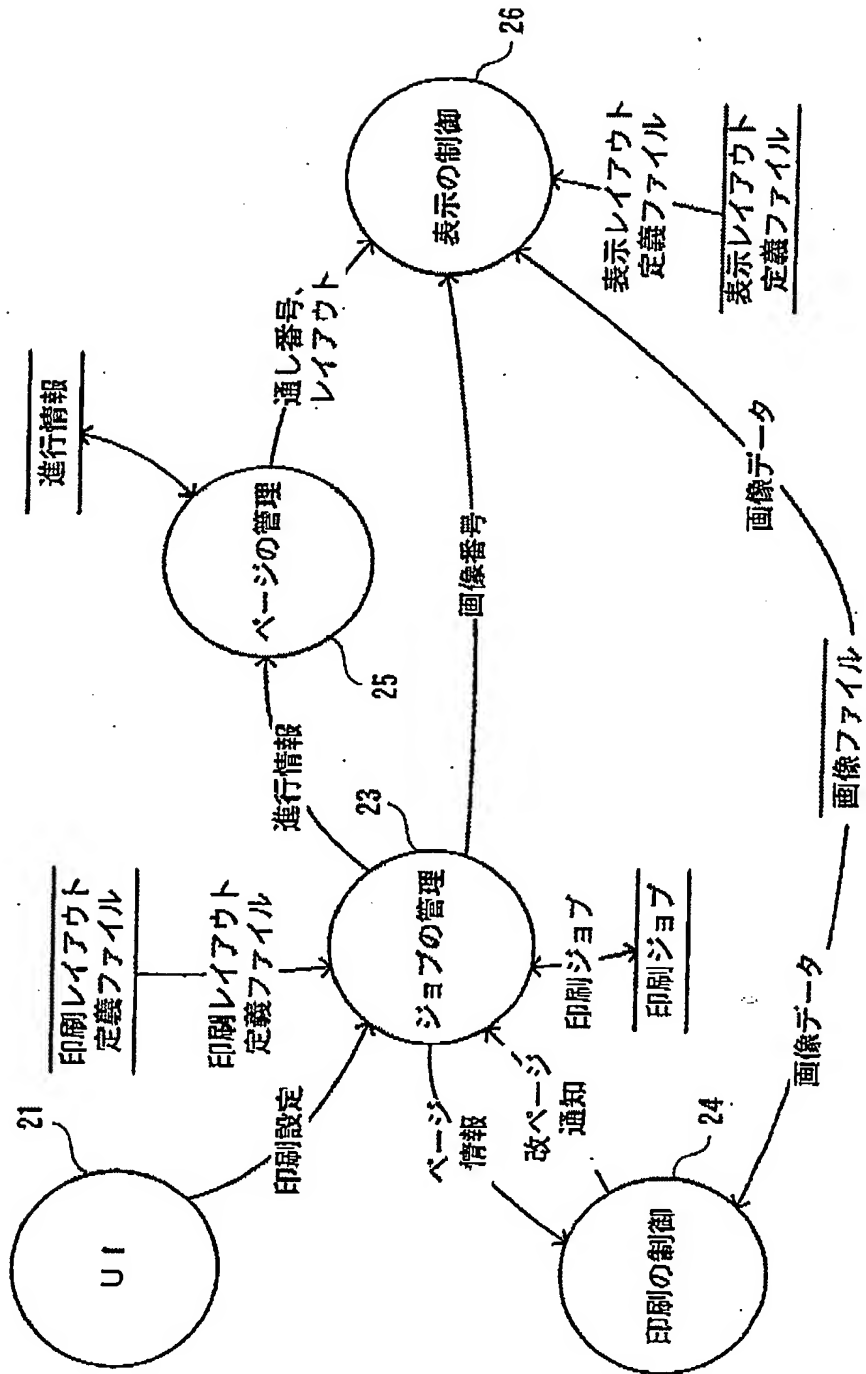 21
UI
印刷設定
印刷レイアウト
定義ファイル
印刷レイアウト
定義ファイル
進行情報
23
ジョブの管理
ページ
情報
改ページ
通知
24
印刷の制御
印刷ジョブ
印刷ジョブ
25
ページの管理
進行情報
通し番号、
レイアウト
画像番号
26
表示の制御
表示レイアウト
定義ファイル
表示レイアウト
定義ファイル
画像データ
画像ファイル
画像データ